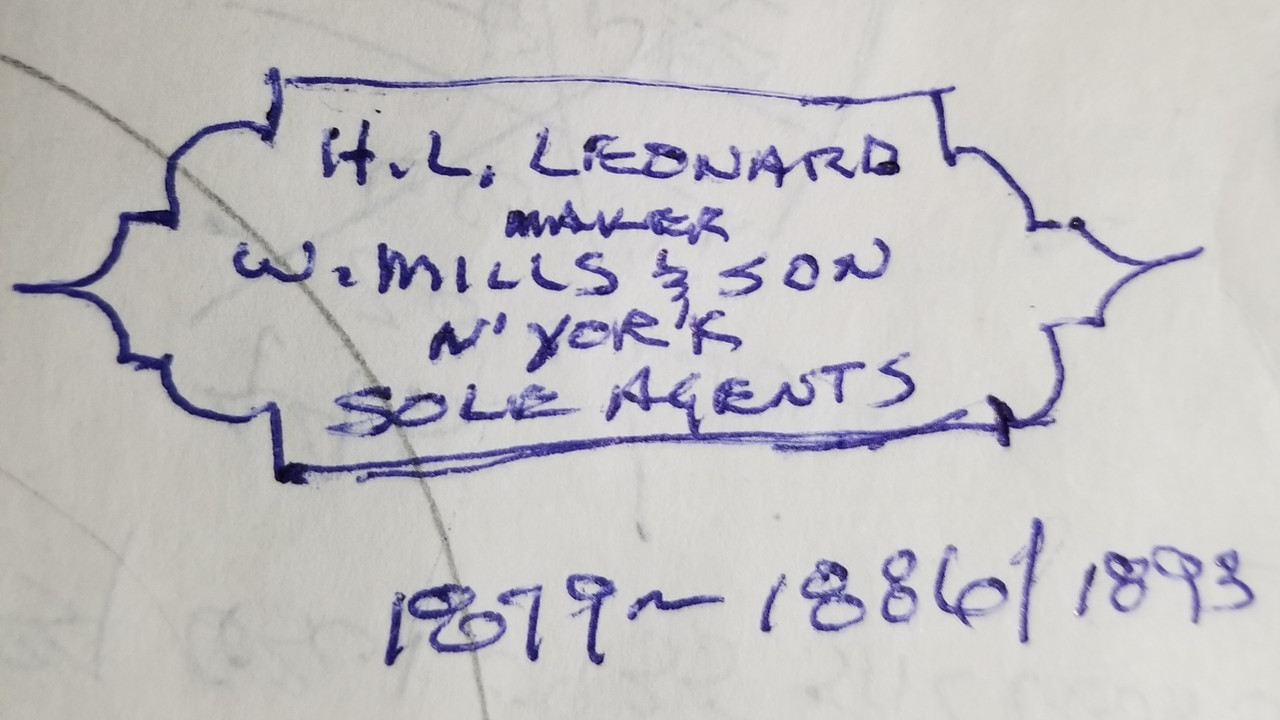 H.L. LEONARD
MAKER
W. MILLS & SON
N'YORK
SOLE AGENTS
1879~1886/1893